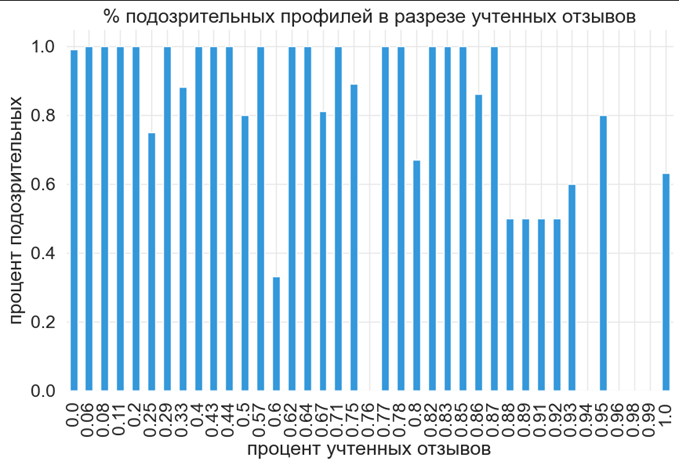 % подозрительных профилей в разрезе учтенных отзывов
процент подозрительных
1.0
0.8
0.6
0.4
0.2
0.0
0.0 0.06 0.08 0.11 0.2 0.25 0.29 0.33 0.4 0.43 0.44 0.5 0.57 0.6 0.62 0.64 0.67 0.71 0.75 0.76 0.77 0.78 0.8 0.82 0.83 0.85 0.86 0.87 0.88 0.89 0.91 0.92 0.93 0.94 0.95 0.96 0.98 0.99 1.0
процент учтенных отзывов